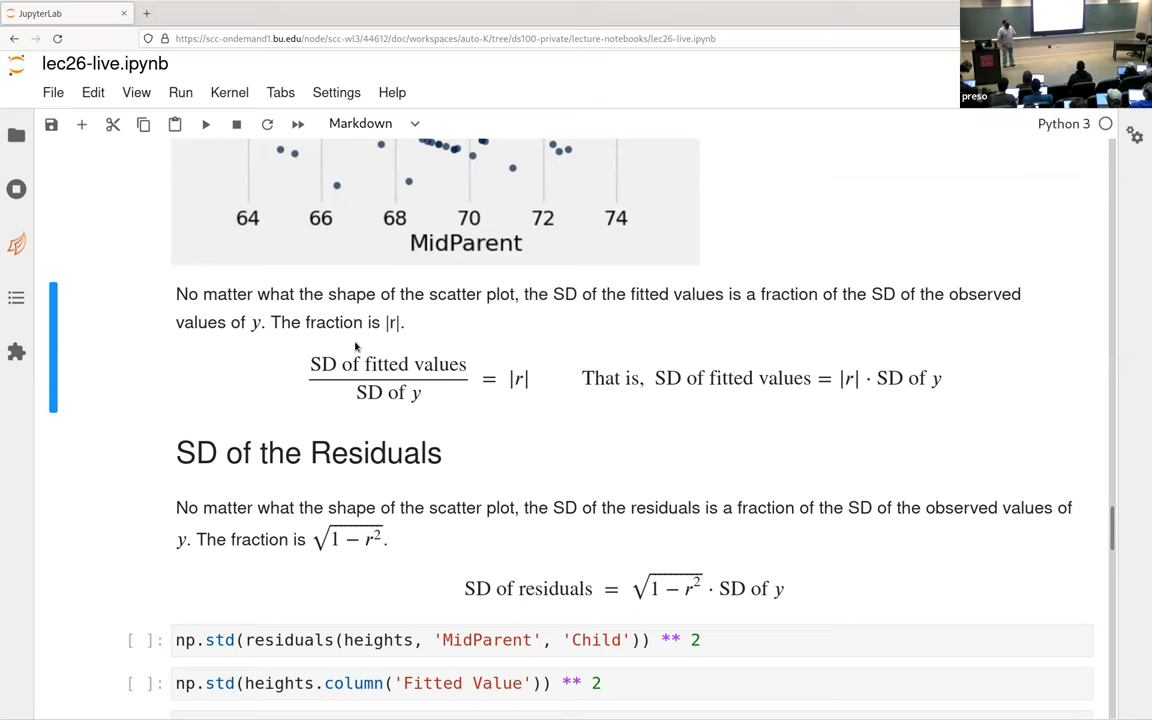 JupyterLab
https://scc-ondemand1.bu.edu/node/scc-wl3/44612/doc/workspaces/auto-K/tree/ds100-private/lecture-notebooks/lec26-live.ipynb
preso
lec26-live.ipynb
File Edit View Run Kernel Tabs Settings Help
Markdown Python 3
64 66 68 70 72 74
MidParent
No matter what the shape of the scatter plot, the SD of the fitted values is a fraction of the SD of the observed
values of y. The fraction is |r|.
SD of fitted values
SD of y
= |r| That is, SD of fitted values = |r| · SD of y
SD of the Residuals
No matter what the shape of the scatter plot, the SD of the residuals is a fraction of the SD of the observed values of
y. The fraction is √1 − r².
SD of residuals = √1 − r² · SD of y
[ ]: np.std(residuals(heights, 'MidParent', 'Child')) ** 2
[ ]: np.std(heights.column('Fitted Value')) ** 2